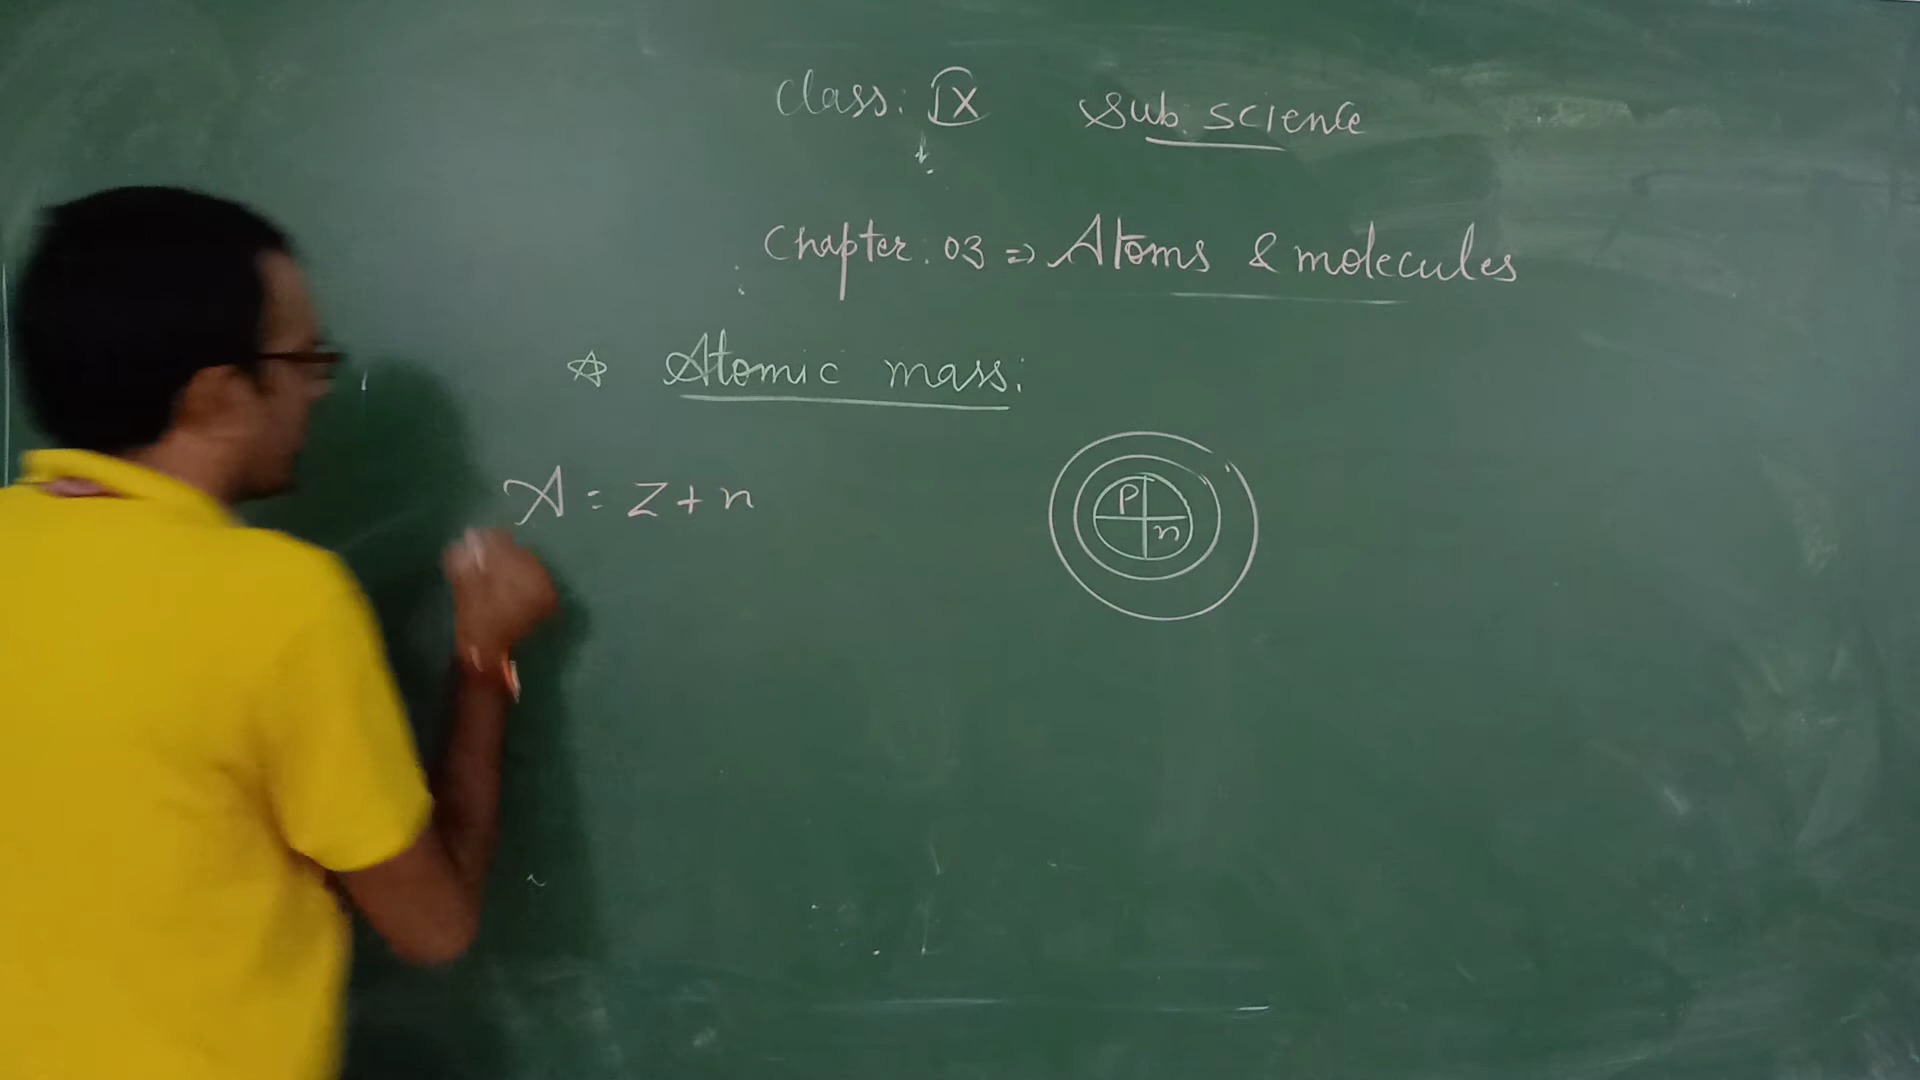 Class: IX Sub. Science
Chapter: 03 ⇒ Atoms & molecules
☆ Atomic mass:
A = Z + n
P
n